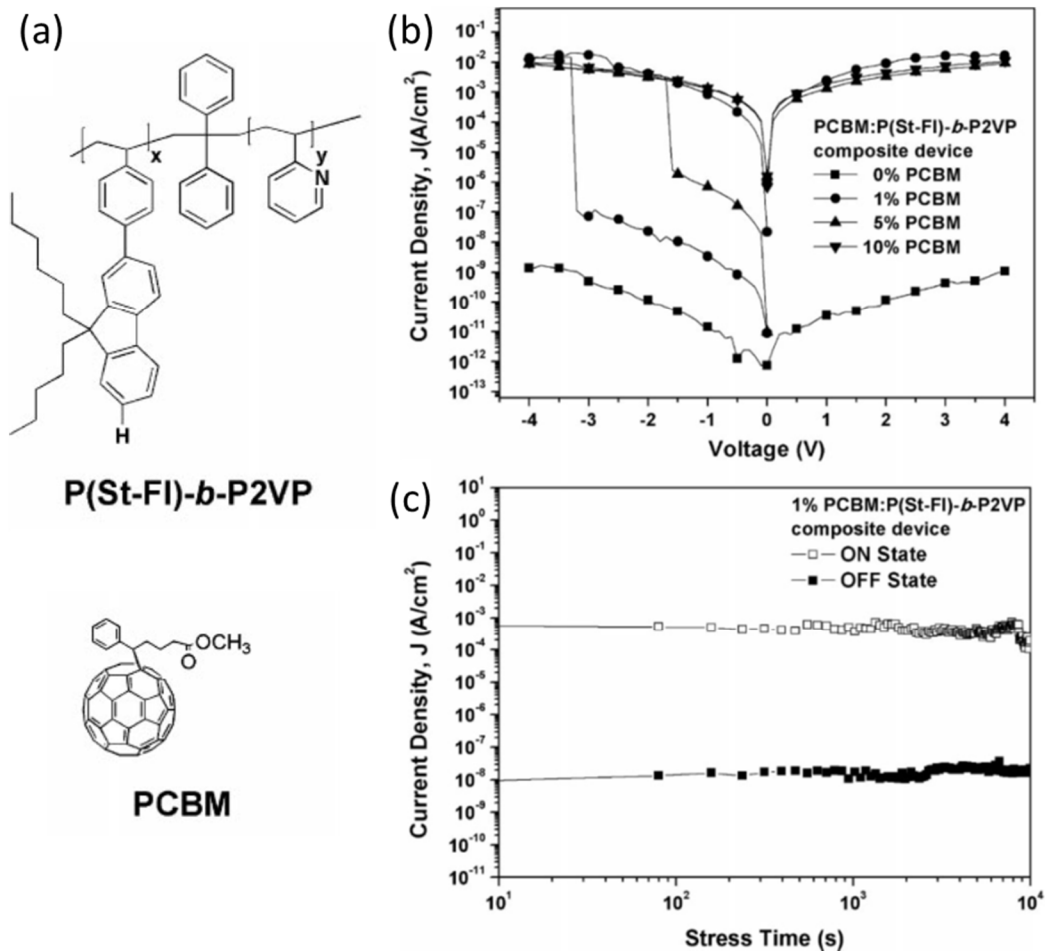 (a)
x
y
N
H
P(St-Fl)-b-P2VP
OCH3
O
PCBM
(b)
Current Density, J(A/cm²)
10⁻¹
10⁻²
10⁻³
10⁻⁴
10⁻⁵
10⁻⁶
10⁻⁷
10⁻⁸
10⁻⁹
10⁻¹⁰
10⁻¹¹
10⁻¹²
10⁻¹³
PCBM:P(St-Fl)-b-P2VP
composite device
0% PCBM
1% PCBM
5% PCBM
10% PCBM
-4 -3 -2 -1 0 1 2 3 4
Voltage (V)
(c)
Current Density, J (A/cm²)
10¹
10⁰
10⁻¹
10⁻²
10⁻³
10⁻⁴
10⁻⁵
10⁻⁶
10⁻⁷
10⁻⁸
10⁻⁹
10⁻¹⁰
10⁻¹¹
1% PCBM:P(St-Fl)-b-P2VP
composite device
ON State
OFF State
10¹ 10² 10³ 10⁴
Stress Time (s)